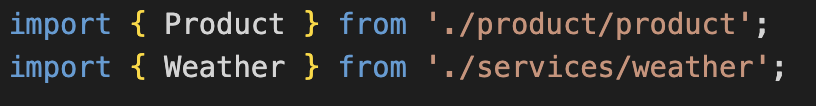 import { Product } from './product/product';
import { Weather } from './services/weather';